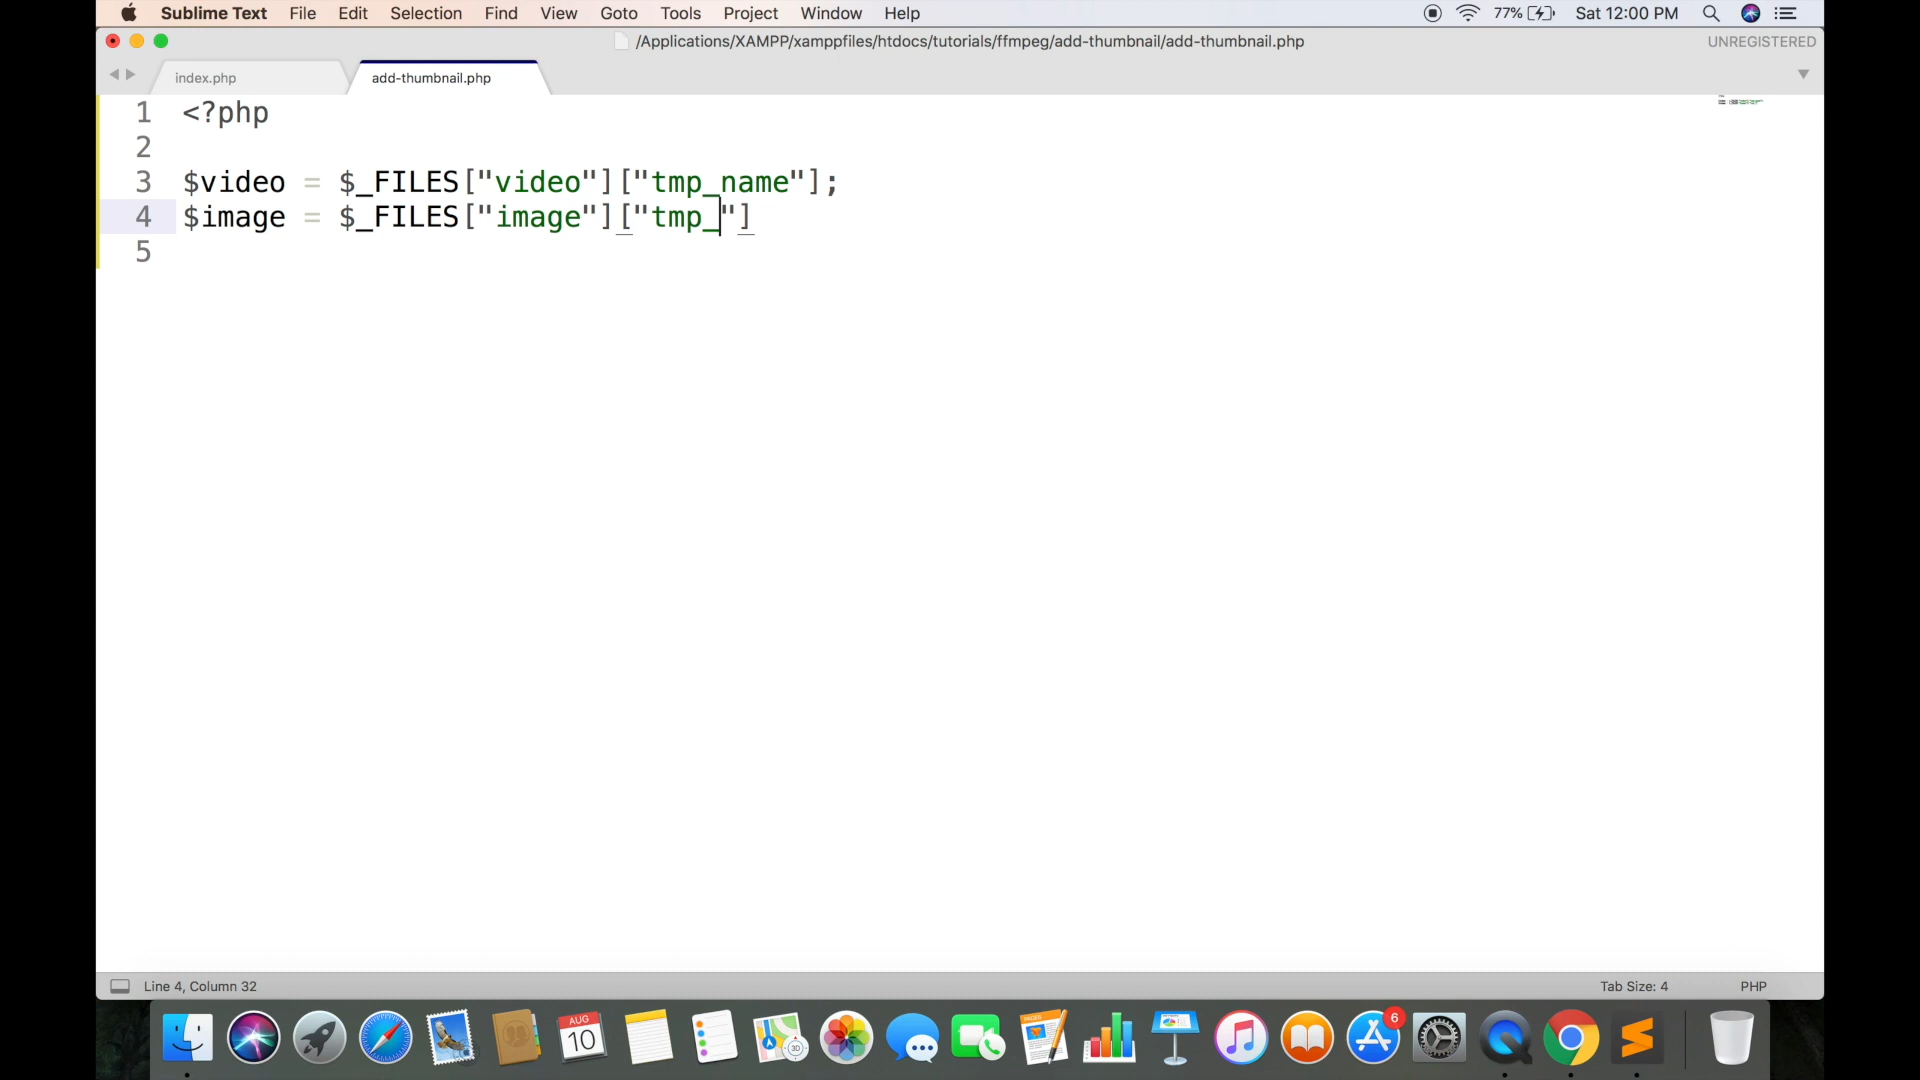 Sublime Text File Edit Selection Find View Goto Tools Project Window Help 77% Sat 12:00 PM
/Applications/XAMPP/xamppfiles/htdocs/tutorials/ffmpeg/add-thumbnail/add-thumbnail.php UNREGISTERED
index.php add-thumbnail.php
1 <?php
2
3 $video = $_FILES["video"]["tmp_name"];
4 $image = $_FILES["image"]["tmp_"]
5
Line 4, Column 32 Tab Size: 4 PHP
AUG
10
6